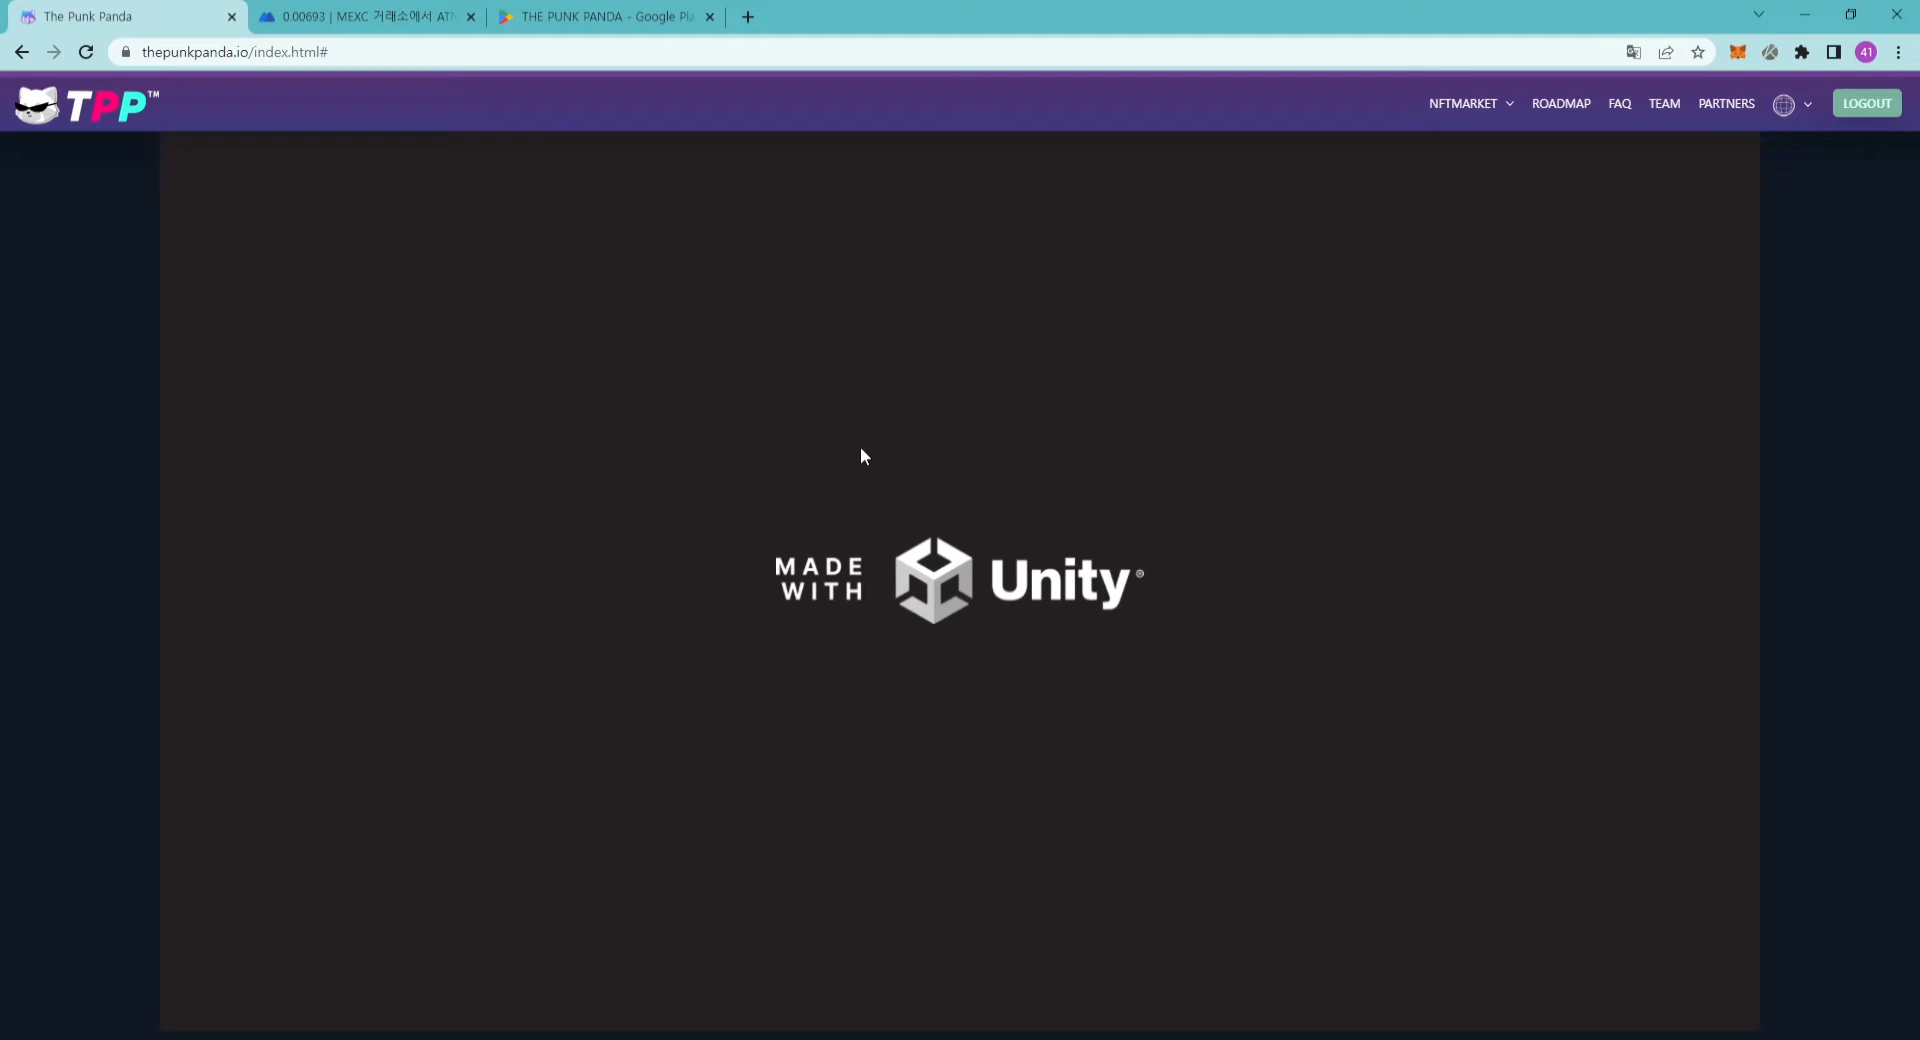 The Punk Panda
0.00693 | MEXC 거래소에서
THE PUNK PANDA - Google Pla
thepunkpanda.io/index.html#
41
TPP™
NFTMARKET
ROADMAP
FAQ
TEAM
PARTNERS
LOGOUT
MADE
WITH
Unity®